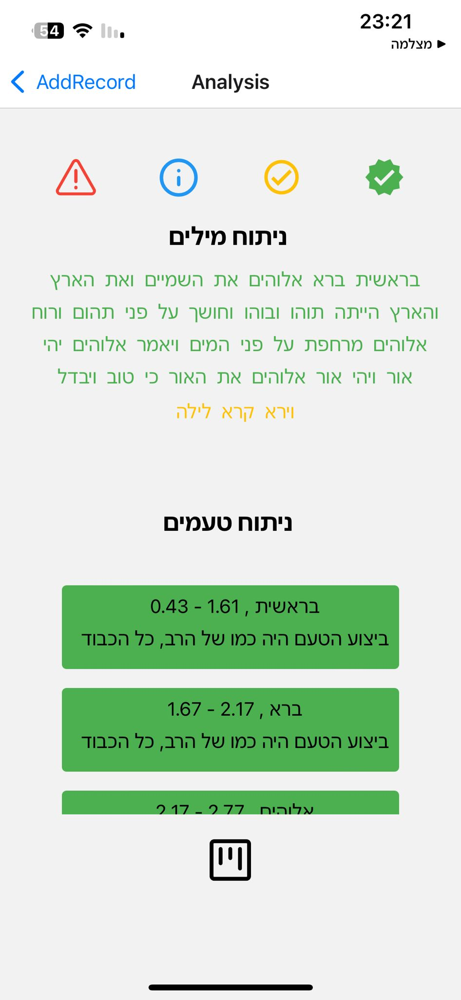 23:21
54
מצלמה
AddRecord
Analysis
ניתוח מילים
בראשית ברא אלוהים את השמיים ואת הארץ
והארץ הייתה תוהו ובוהו וחושך על פני תהום ורוח
אלוהים מרחפת על פני המים ויאמר אלוהים יהי
אור ויהי אור אלוהים את האור כי טוב ויבדל
וירא קרא לילה
ניתוח טעמים
בראשית , 1.61 - 0.43
ביצוע הטעם היה כמו של הרב, כל הכבוד
ברא , 2.17 - 1.67
ביצוע הטעם היה כמו של הרב, כל הכבוד
אלוהים , 2.77 - 2.17